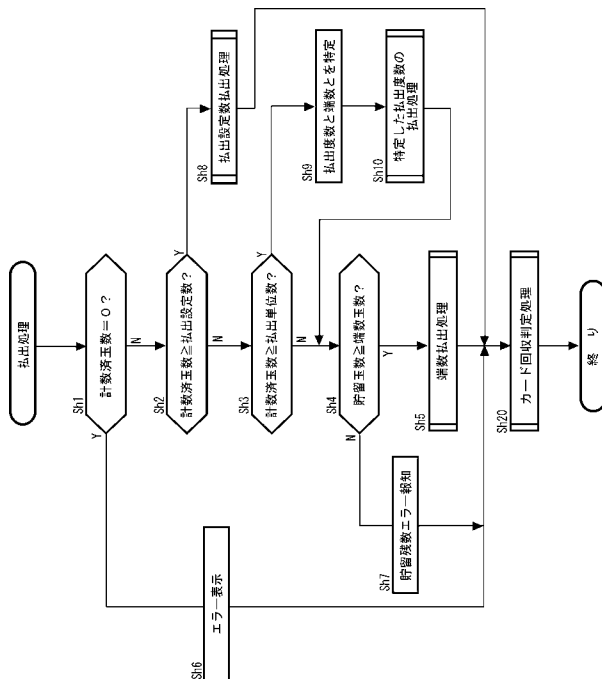 払出処理
Sh1
計数済玉数＝０？
Y
N
Sh2
計数済玉数≧払出設定数？
Y
N
Sh8
払出設定数払出処理
Sh3
計数済玉数≧払出単位数？
Y
N
Sh9
払出度数と端数とを特定
Sh10
特定した払出度数の
払出処理
Sh4
貯留玉数≧端数玉数？
N
Y
Sh5
端数払出処理
Sh6
エラー表示
Sh7
貯留残数エラー報知
Sh20
カード回収判定処理
終 り